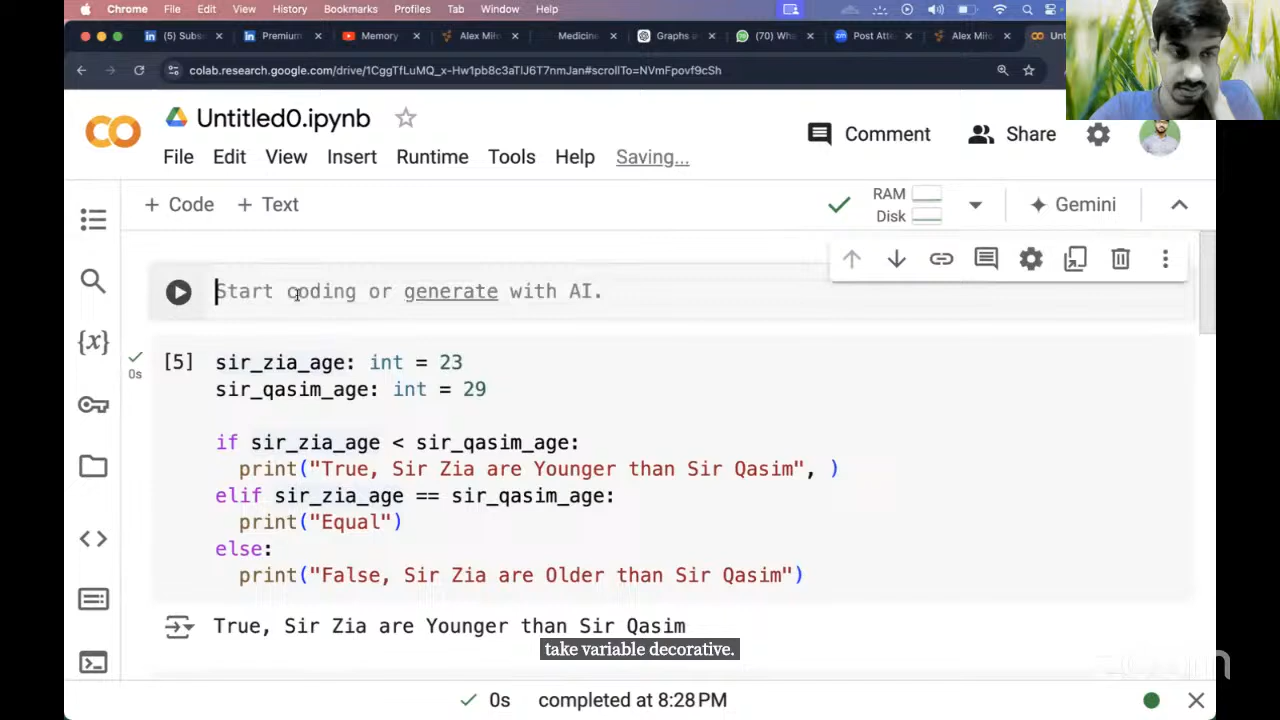 Chrome File Edit View History Bookmarks Profiles Tab Window Help
(5) Subs Premium Memory Alex Mil Medicine Graphs (70) Wha Post Att Alex Mil Unt
colab.research.google.com/drive/1CggTfLuMQ_x-Hw1pb8c3aTlJ6T7nmJan#scrollTo=NVmFpovf9cSh
Untitled0.ipynb
Comment Share
File Edit View Insert Runtime Tools Help Saving...
+ Code + Text
RAM
Disk
Gemini
Start coding or generate with AI.
[5] sir_zia_age: int = 23
0s
sir_qasim_age: int = 29
if sir_zia_age < sir_qasim_age:
print("True, Sir Zia are Younger than Sir Qasim", )
elif sir_zia_age == sir_qasim_age:
print("Equal")
else:
print("False, Sir Zia are Older than Sir Qasim")
True, Sir Zia are Younger than Sir Qasim
take variable decorative.
0s completed at 8:28 PM